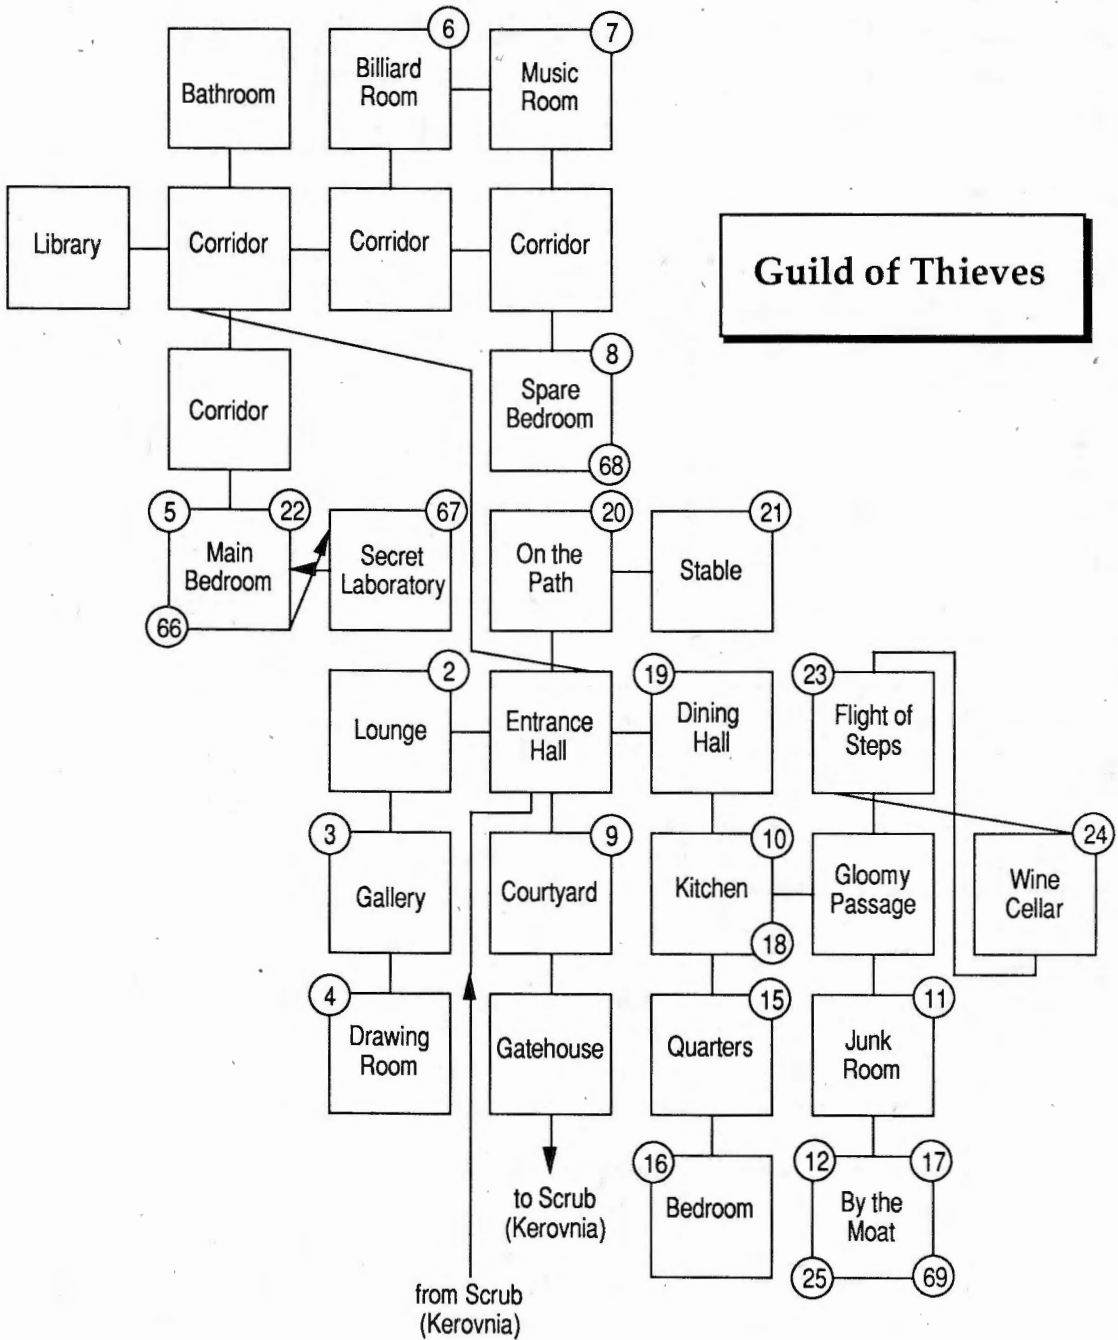 6
7
Billiard
Room
Music
Room
Bathroom
Library
Corridor
Corridor
Corridor
Guild of Thieves
8
Corridor
Spare
Bedroom
68
5
22
67
20
21
Main
Bedroom
Secret
Laboratory
On the
Path
Stable
66
2
19
23
Lounge
Entrance
Hall
Dining
Hall
Flight of
Steps
3
9
10
24
Gallery
Courtyard
Kitchen
Gloomy
Passage
Wine
Cellar
18
4
15
11
Drawing
Room
Gatehouse
Quarters
Junk
Room
16
12
17
to Scrub
(Kerovnia)
Bedroom
By the
Moat
25
69
from Scrub
(Kerovnia)